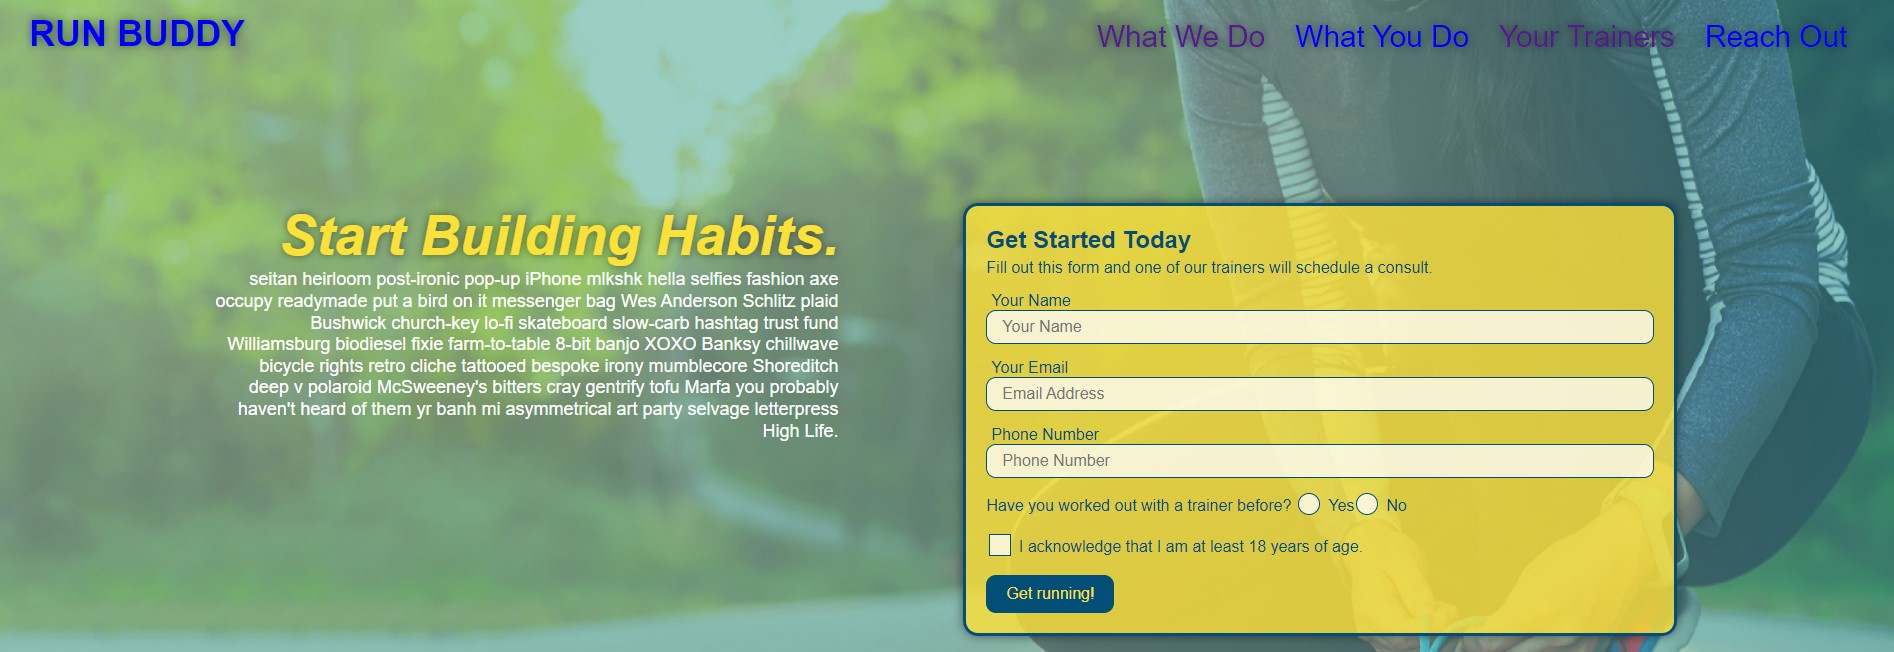 RUN BUDDY
What We Do What You Do Your Trainers Reach Out
Start Building Habits.
seitan heirloom post-ironic pop-up iPhone mlkshk hella selfies fashion axe
occupy readymade put a bird on it messenger bag Wes Anderson Schlitz plaid
Bushwick church-key lo-fi skateboard slow-carb hashtag trust fund
Williamsburg biodiesel fixie farm-to-table 8-bit banjo XOXO Banksy chillwave
bicycle rights retro cliche tattooed bespoke irony mumblecore Shoreditch
deep v polaroid McSweeney's bitters cray gentrify tofu Marfa you probably
haven't heard of them yr banh mi asymmetrical art party selvage letterpress
High Life.
Get Started Today
Fill out this form and one of our trainers will schedule a consult.
Your Name
Your Name
Your Email
Email Address
Phone Number
Phone Number
Have you worked out with a trainer before? Yes No
I acknowledge that I am at least 18 years of age.
Get running!